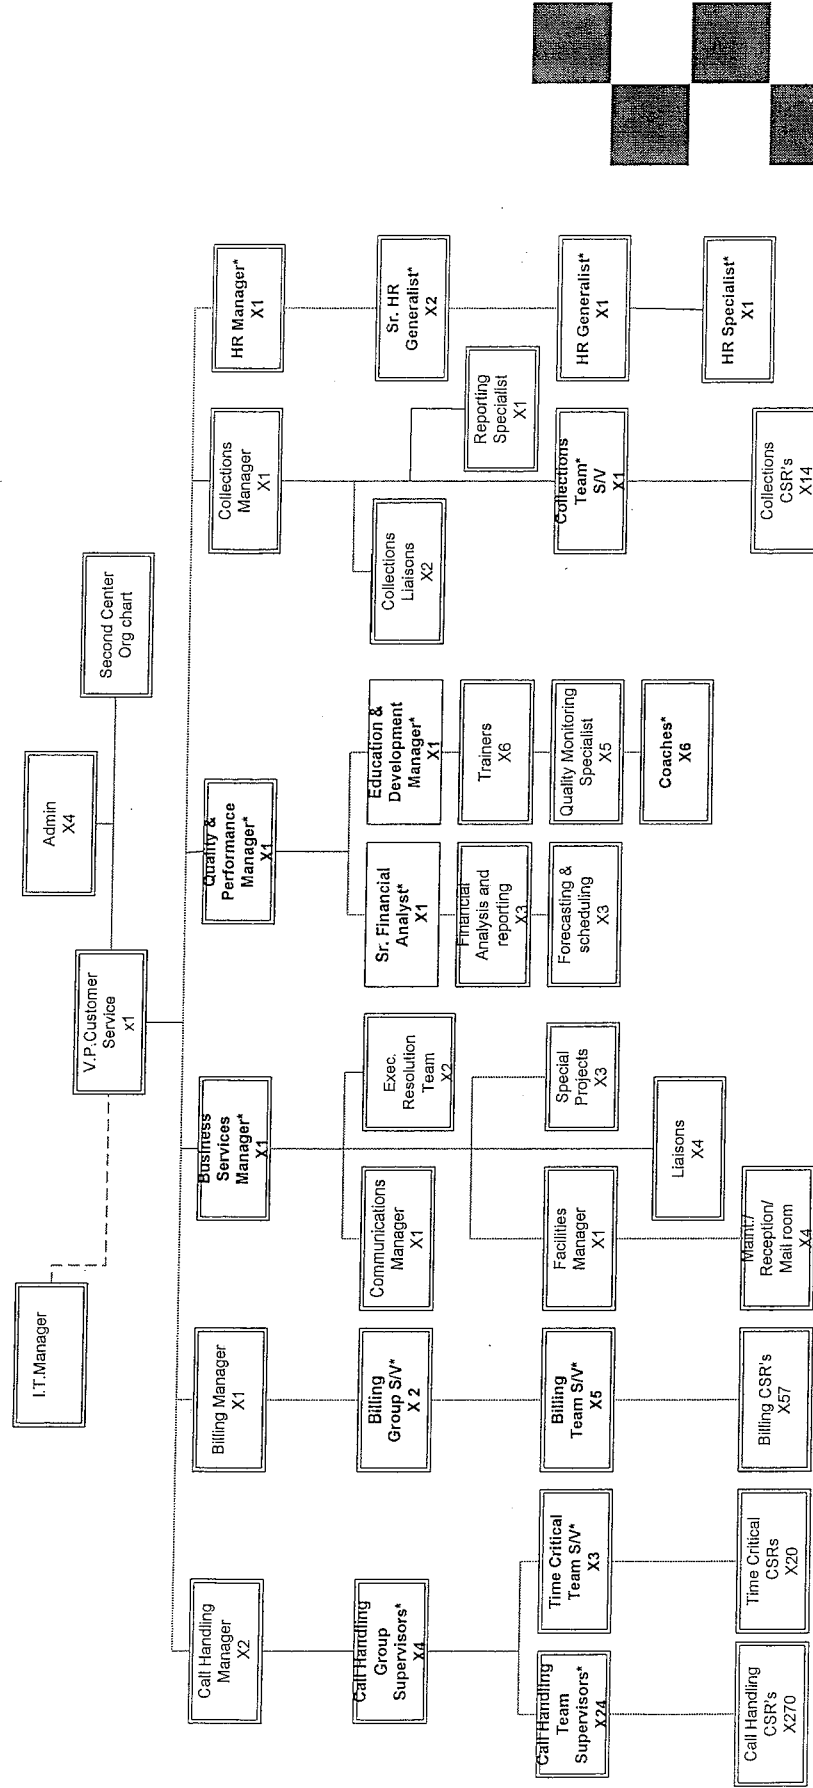 I.T.Manager
Admin
X4
V.P.Customer
Service
x1
Second Center
Org chart
Call Handling
Manager
X2
Billing Manager
X1
Business
Services
Manager*
X1
Quality &
Performance
Manager*
X1
Collections
Manager
X1
HR Manager*
X1
Call Handling
Group
Supervisors*
X4
Billing
Group S/V*
X 2
Communications
Manager
X1
Exec.
Resolution
Team
X2
Sr. Financial
Analyst*
X1
Education &
Development
Manager*
X1
Collections
Liaisons
X2
Sr. HR
Generalist*
X2
Financial
Analysis and
reporting
X3
Trainers
X6
Reporting
Specialist
X1
Call Handling
Team
Supervisors*
X24
Time Critical
Team S/V*
X3
Billing
Team S/V*
X5
Facilities
Manager
X1
Special
Projects
X3
Forecasting &
scheduling
X3
Quality Monitoring
Specialist
X5
Collections
Team*
S/V
X1
HR Generalist*
X1
Liaisons
X4
Coaches*
X6
HR Specialist*
X1
Call Handling
CSR's
X270
Time Critical
CSRs
X20
Billing CSR's
X57
Maint./
Reception/
Mail room
X4
Collections
CSR's
X14